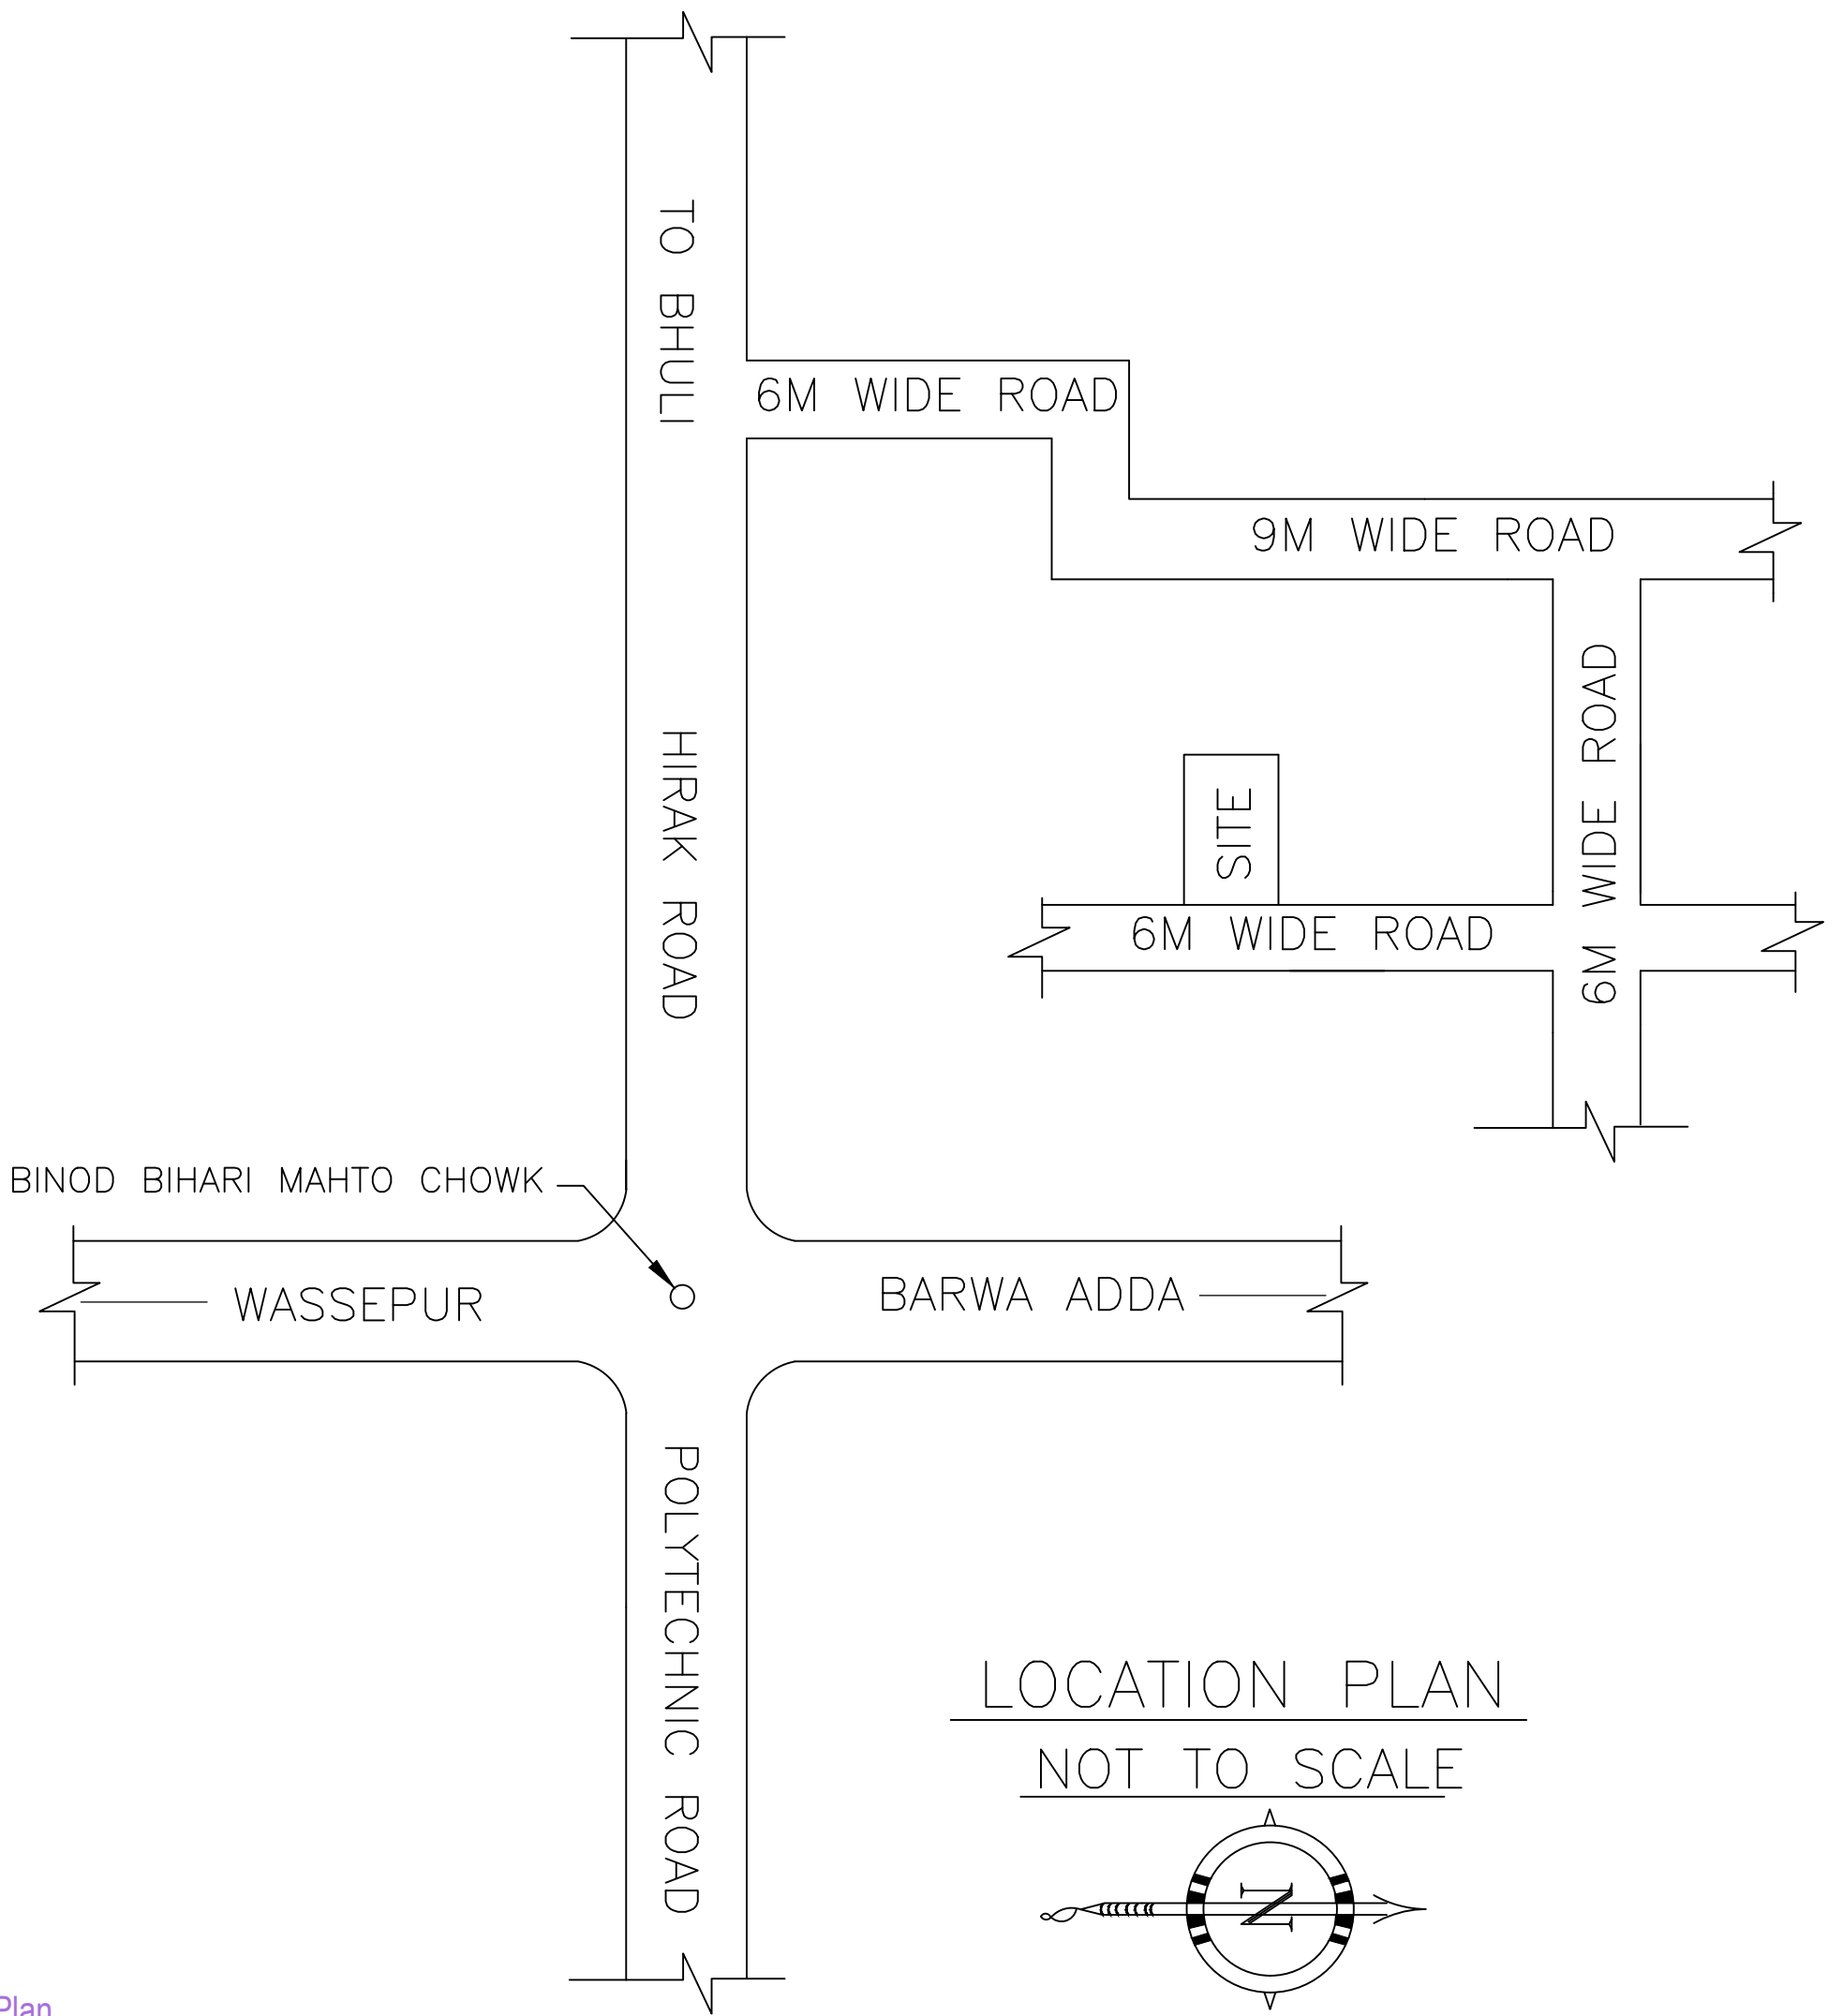 TO BHULI
6M WIDE ROAD
9M WIDE ROAD
6M WIDE ROAD
HIRAK ROAD
SITE
6M WIDE ROAD
BINOD BIHARI MAHTO CHOWK
WASSEPUR
BARWA ADDA
POLYTECHNIC ROAD
LOCATION PLAN
NOT TO SCALE
N
Plan